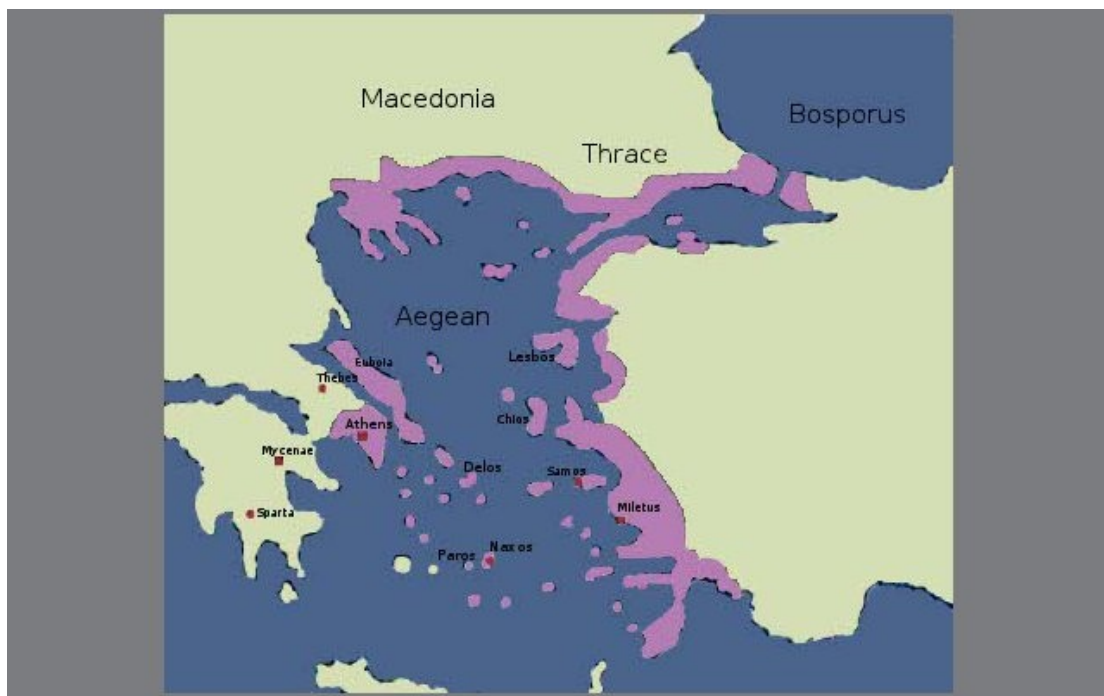 Macedonia
Bosporus
Thrace
Aegean
Lesbos
Euboia
Thebes
Chios
Athens
Mycenae
Delos
Samos
Sparta
Miletus
Paros
Naxos